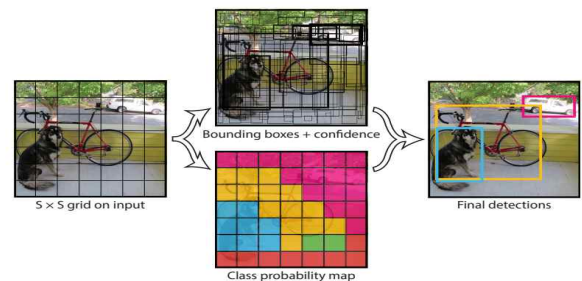 Bounding boxes + confidence
S × S grid on input
Final detections
Class probability map